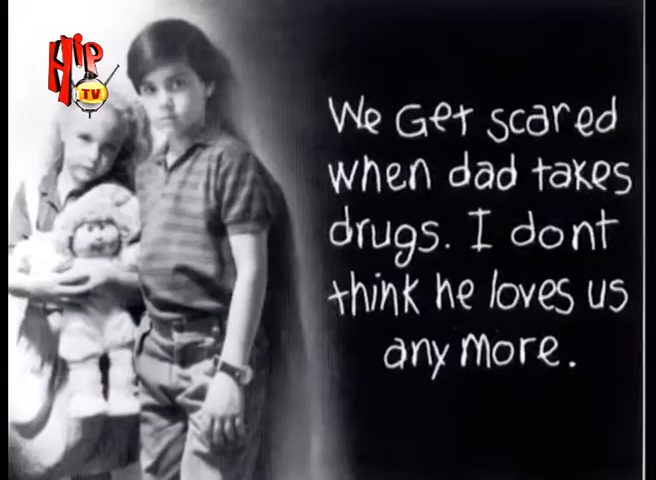 HiP
TV
We Get scared
when dad takes
drugs. I dont
think he loves us
any more.